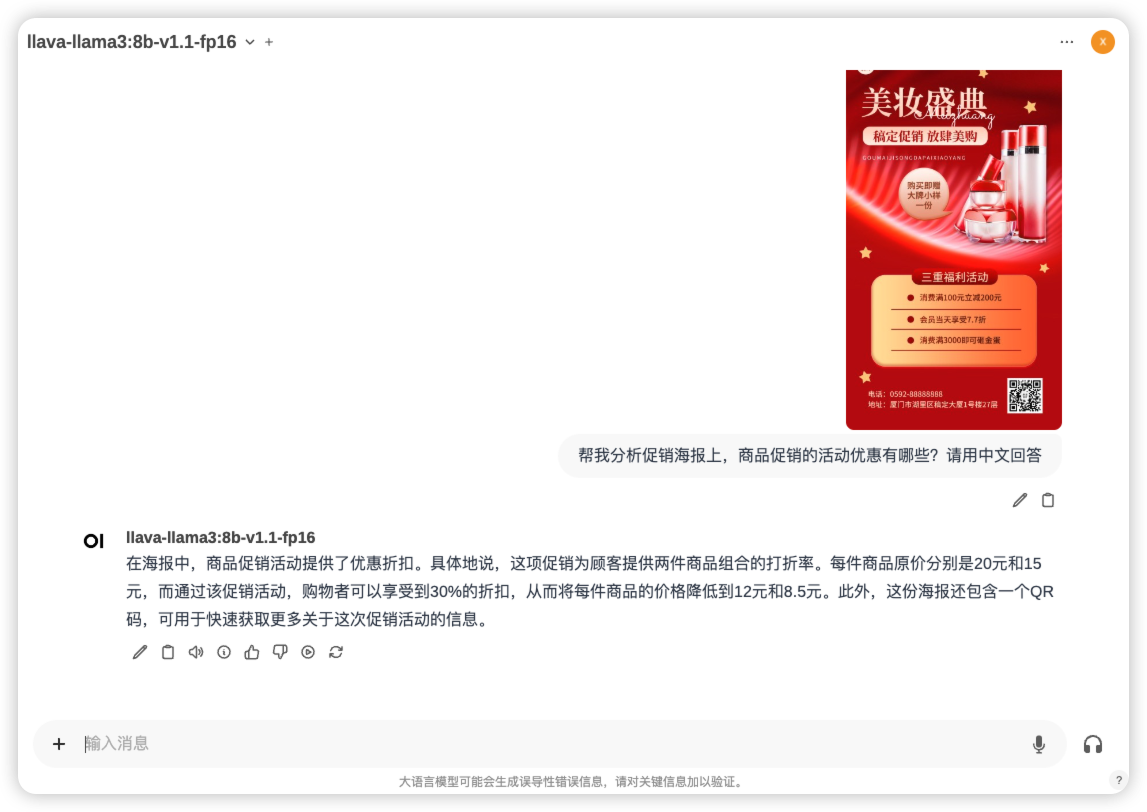 llava-llama3:8b-v1.1-fp16
X
美妆盛典
Meizhuang
稿定促销 放肆美购
GOUMAIJISONGDAPAIXIAOYANG
购买即赠
大牌小样
一份
三重福利活动
消费满100元立减200元
会员当天享受7.7折
消费满3000即可砸金蛋
电话：0592-88888888
地址：厦门市湖里区稿定大厦1号楼27层
帮我分析促销海报上，商品促销的活动优惠有哪些？请用中文回答
OI
llava-llama3:8b-v1.1-fp16
在海报中，商品促销活动提供了优惠折扣。具体地说，这项促销为顾客提供两件商品组合的打折率。每件商品原价分别是20元和15
元，而通过该促销活动，购物者可以享受到30%的折扣，从而将每件商品的价格降低到12元和8.5元。此外，这份海报还包含一个QR
码，可用于快速获取更多关于这次促销活动的信息。
输入消息
大语言模型可能会生成误导性错误信息，请对关键信息加以验证。
?